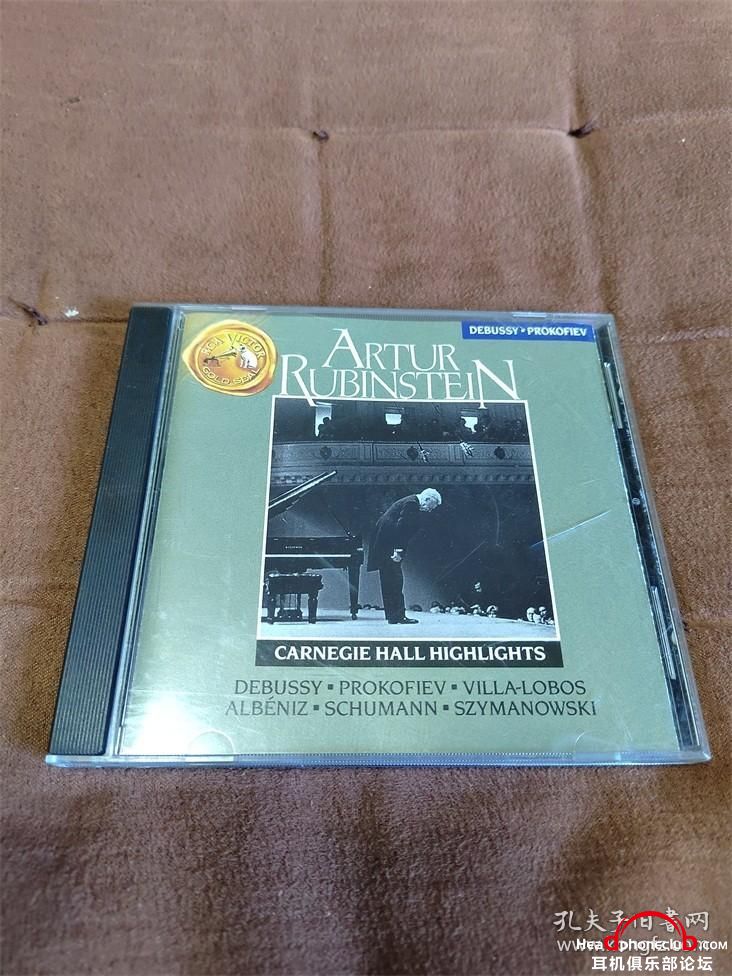 DEBUSSY • PROKOFIEV
RCA VICTOR
GOLD SEAL
ARTUR
RUBINSTEIN
CARNEGIE HALL HIGHLIGHTS
DEBUSSY ▪ PROKOFIEV ▪ VILLA-LOBOS
ALBÉNIZ ▪ SCHUMANN ▪ SZYMANOWSKI
孔夫子旧书网
耳机俱乐部论坛